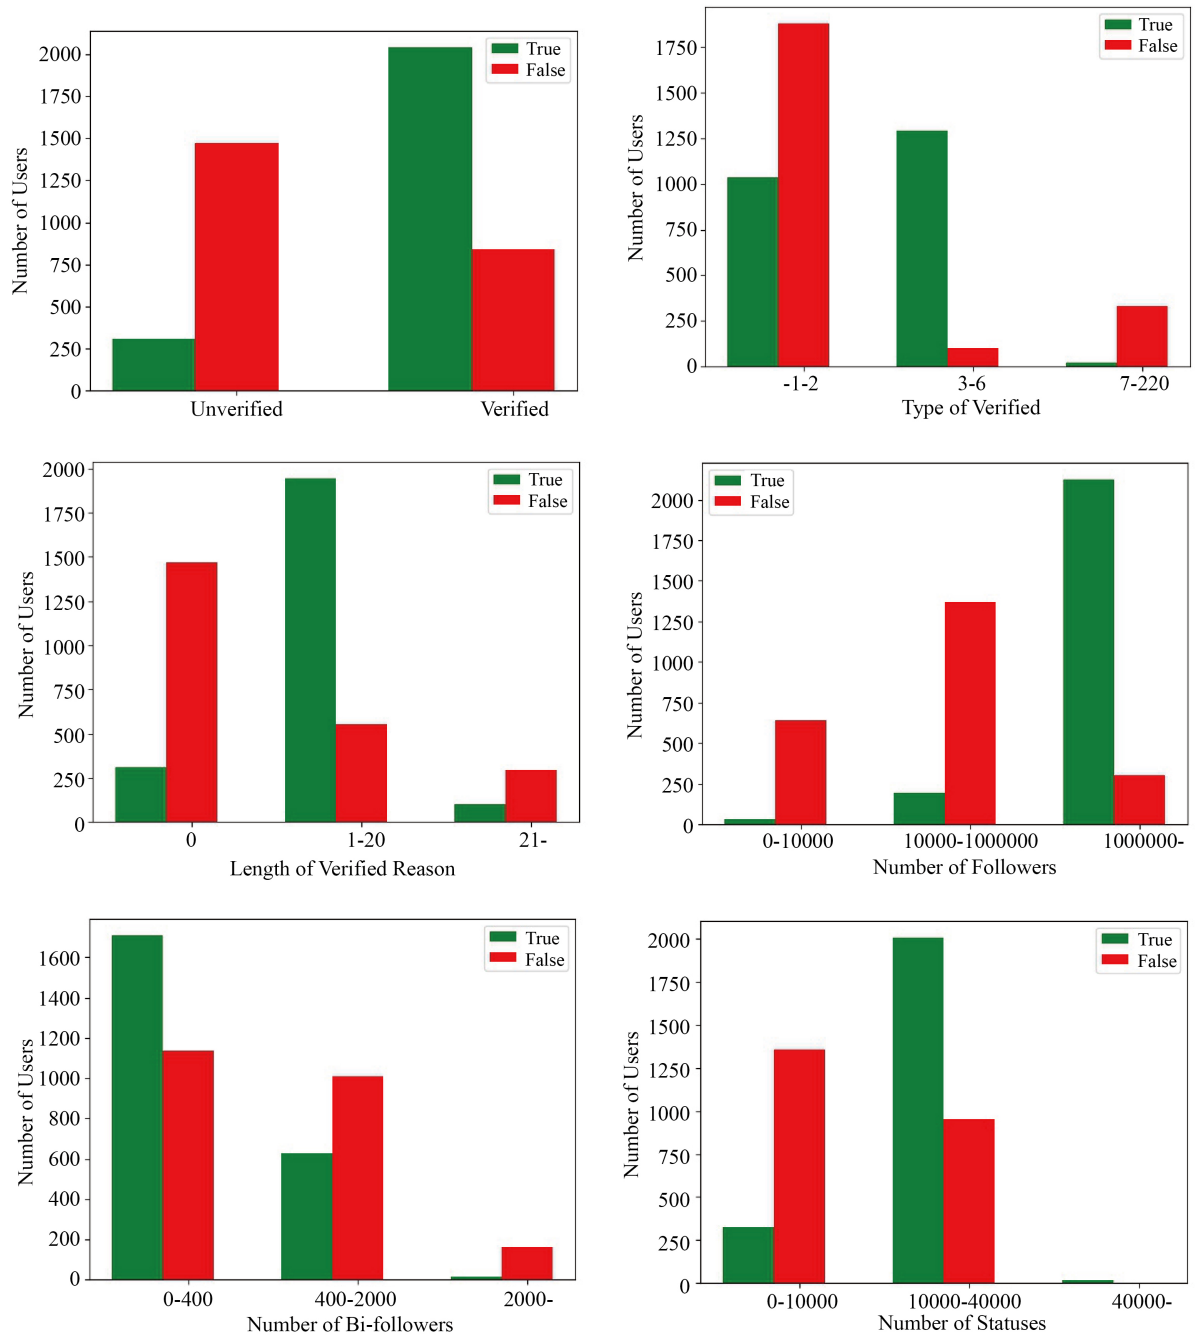 True
False
Number of Users
2000
1750
1500
1250
1000
750
500
250
0
Unverified Verified
True
False
Number of Users
1750
1500
1250
1000
750
500
250
0
-1-2 3-6 7-220
Type of Verified
True
False
Number of Users
2000
1750
1500
1250
1000
750
500
250
0
0 1-20 21-
Length of Verified Reason
True
False
Number of Users
2000
1750
1500
1250
1000
750
500
250
0
0-10000 10000-1000000 1000000-
Number of Followers
True
False
Number of Users
1600
1400
1200
1000
800
600
400
200
0
0-400 400-2000 2000-
Number of Bi-followers
True
False
Number of Users
2000
1750
1500
1250
1000
750
500
250
0
0-10000 10000-40000 40000-
Number of Statuses